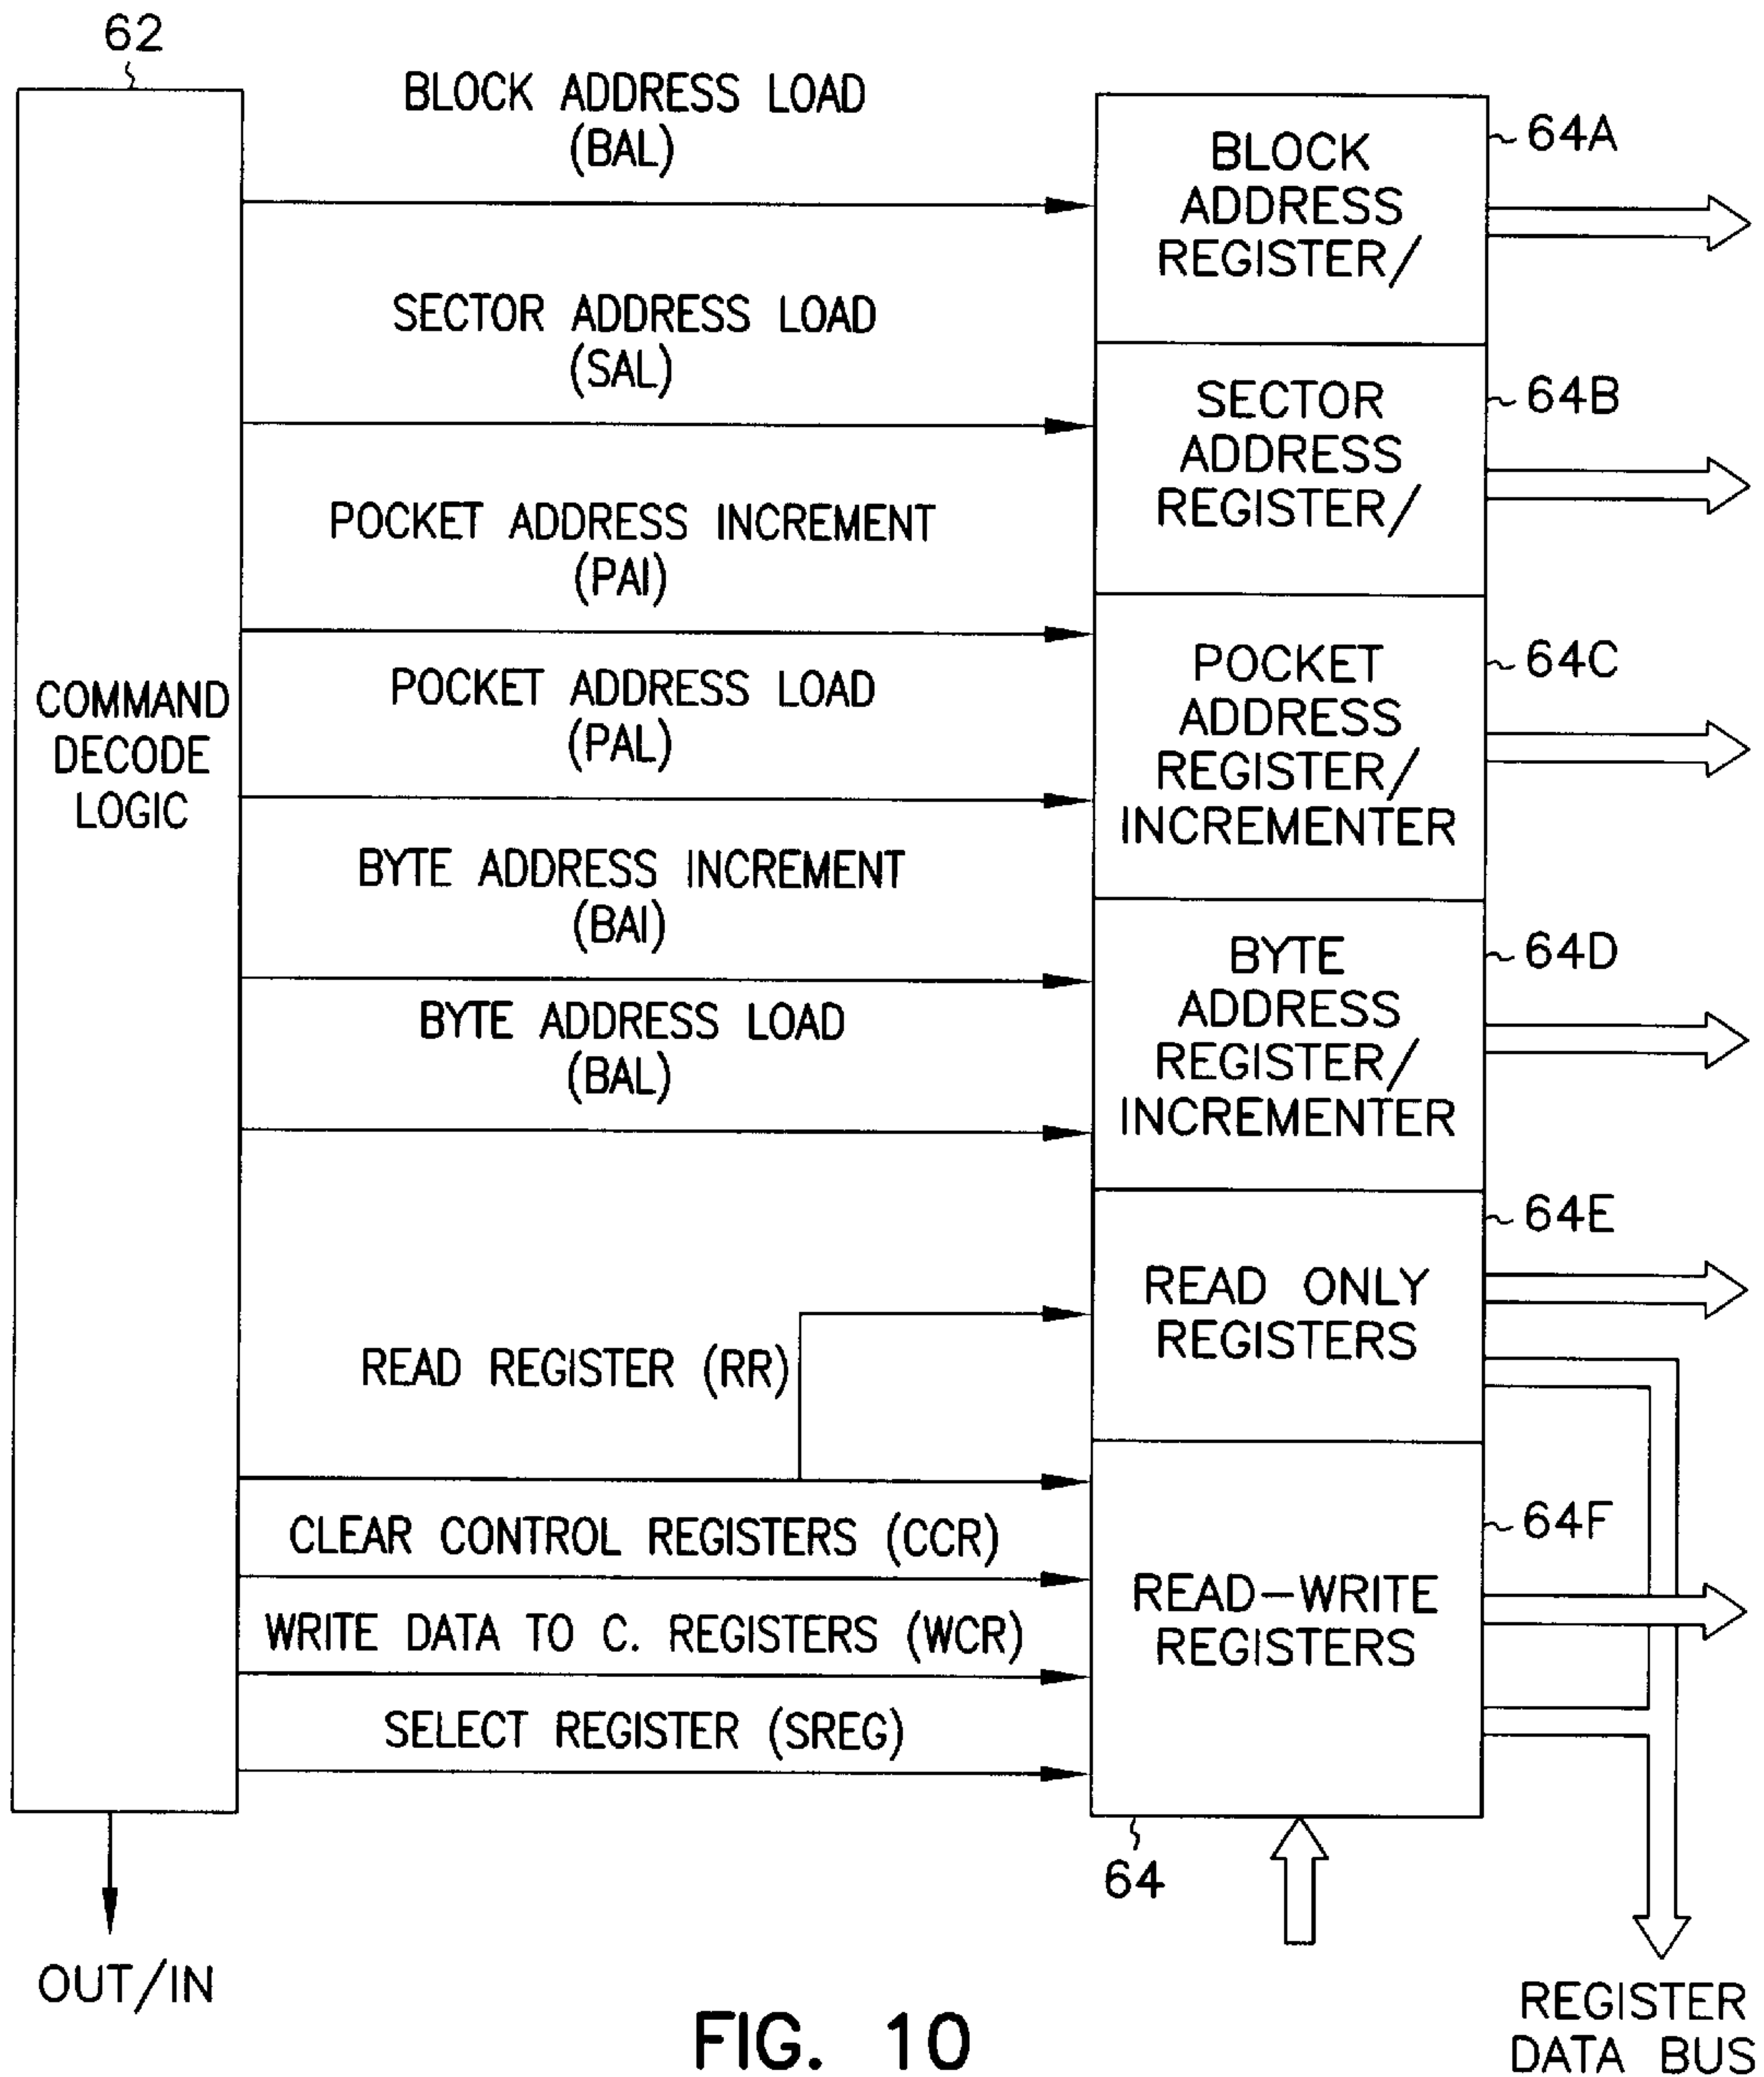 62
BLOCK ADDRESS LOAD
(BAL)
BLOCK
ADDRESS
REGISTER/
64A
SECTOR ADDRESS LOAD
(SAL)
SECTOR
ADDRESS
REGISTER/
64B
POCKET ADDRESS INCREMENT
(PAI)
POCKET ADDRESS LOAD
(PAL)
POCKET
ADDRESS
REGISTER/
INCREMENTER
64C
COMMAND
DECODE
LOGIC
BYTE ADDRESS INCREMENT
(BAI)
BYTE ADDRESS LOAD
(BAL)
BYTE
ADDRESS
REGISTER/
INCREMENTER
64D
READ REGISTER (RR)
READ ONLY
REGISTERS
64E
CLEAR CONTROL REGISTERS (CCR)
WRITE DATA TO C. REGISTERS (WCR)
SELECT REGISTER (SREG)
READ-WRITE
REGISTERS
64F
64
OUT/IN
REGISTER
DATA BUS
FIG. 10